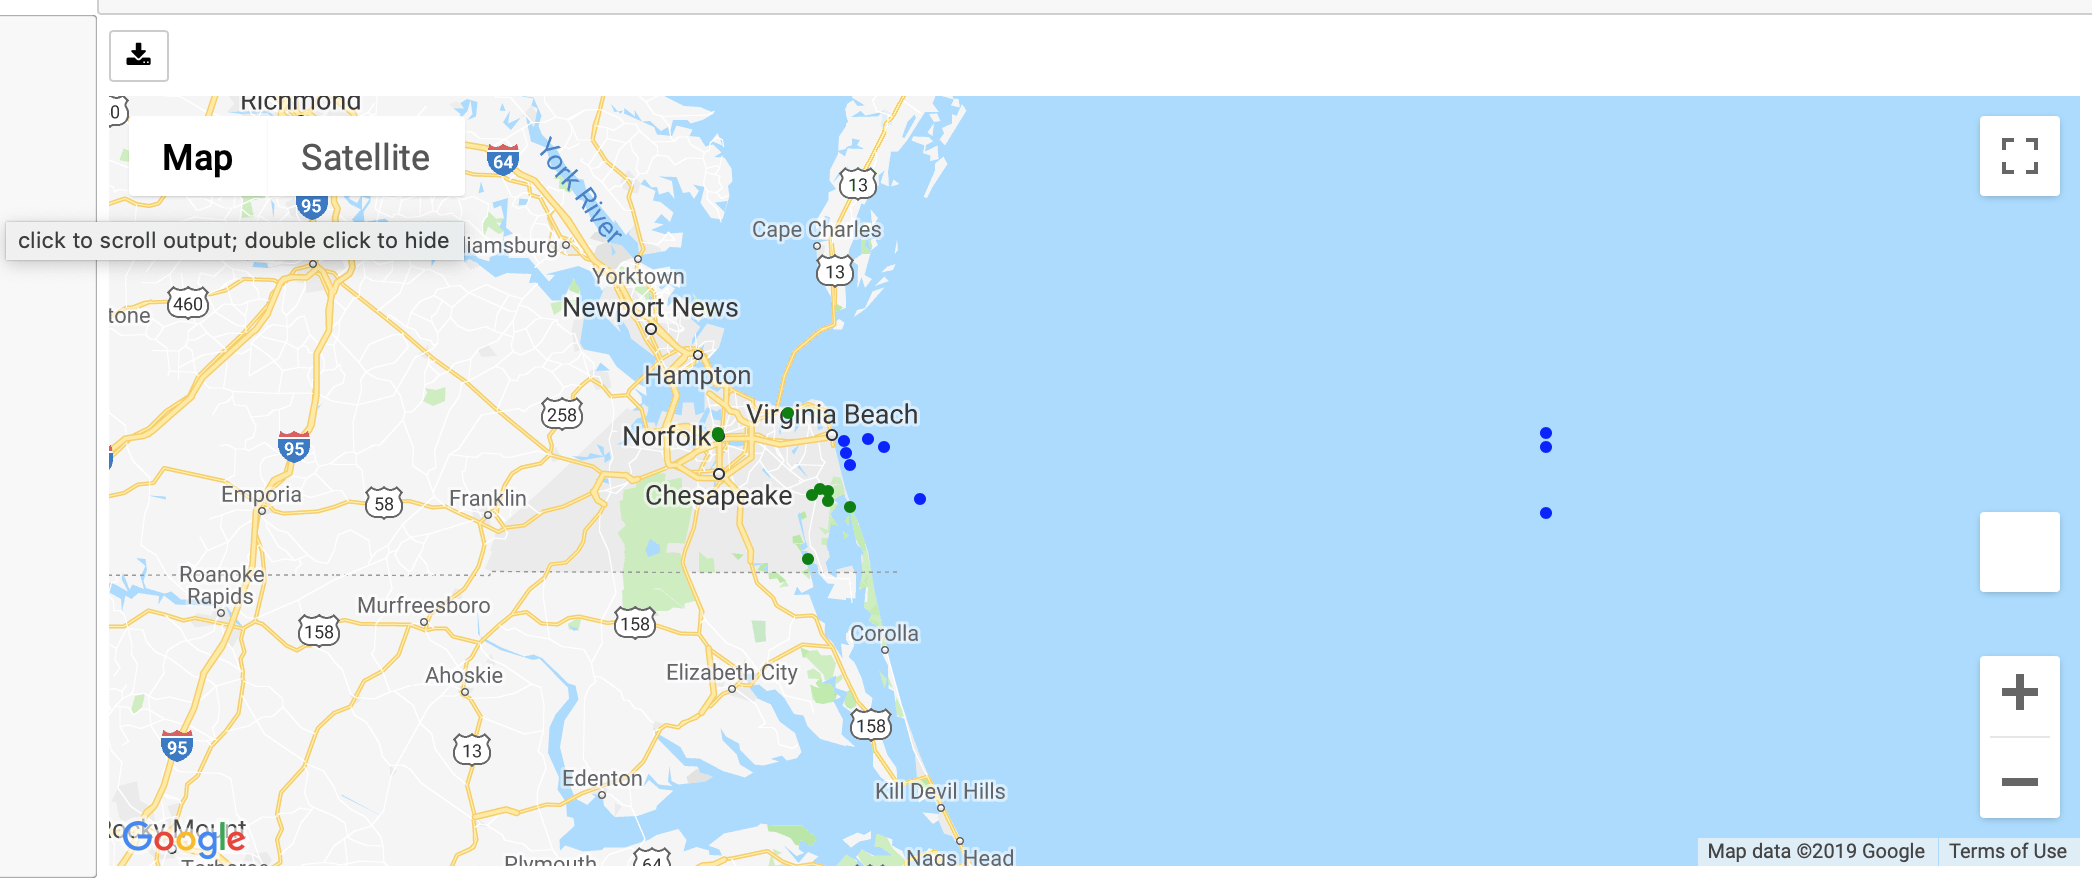 Richmond
0
Map
Satellite
64
York River
13
95
Cape Charles
click to scroll output; double click to hide
iamsburg
13
Yorktown
460
Newport News
tone
Hampton
258
Virginia Beach
Norfolk
95
Emporia
58
Franklin
Chesapeake
Roanoke
Rapids
Murfreesboro
158
158
Corolla
Ahoskie
Elizabeth City
158
95
13
Edenton
Kill Devil Hills
Rocky Mount
Google
Plymouth
64
Nags Head
Map data ©2019 Google
Terms of Use